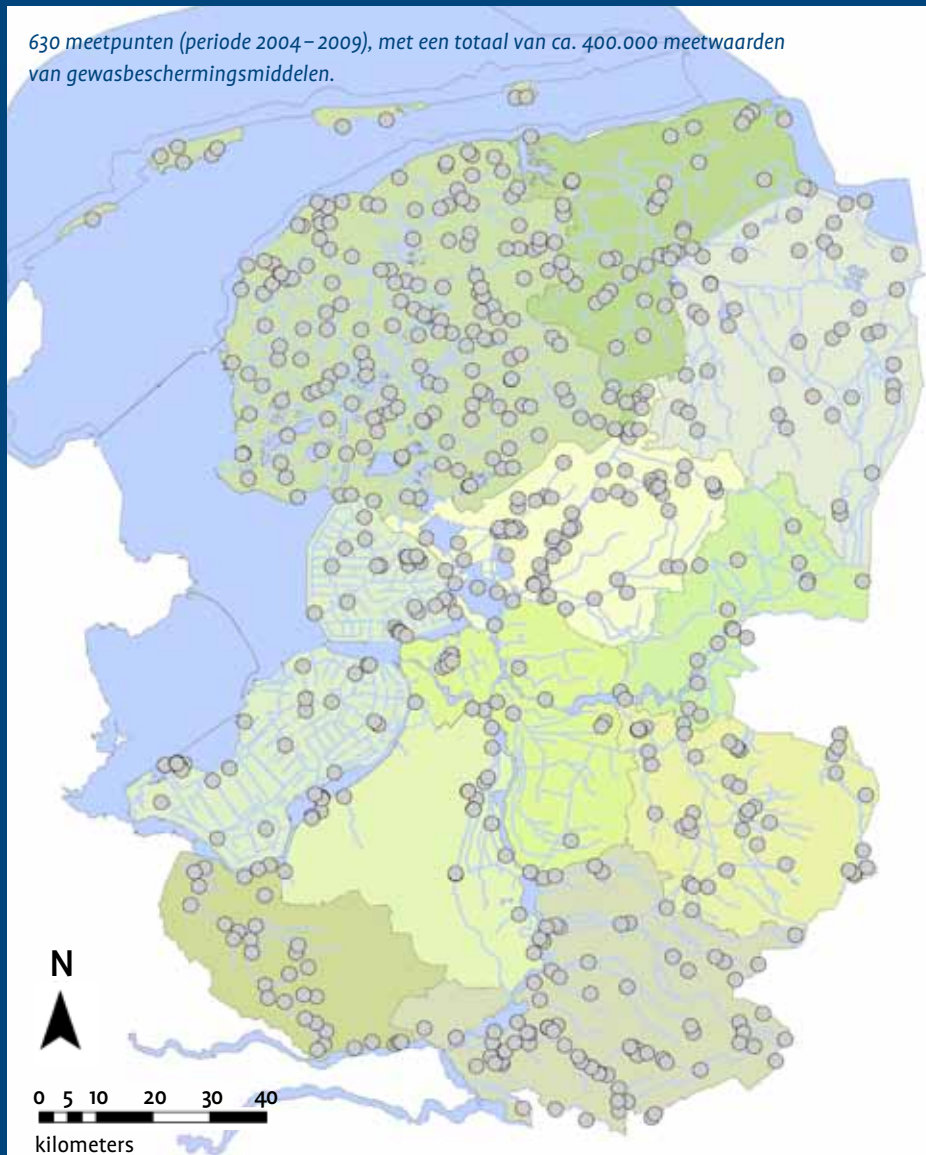 630 meetpunten (periode 2004–2009), met een totaal van ca. 400.000 meetwaarden
van gewasbeschermingsmiddelen.
N
0 5 10 20 30 40
kilometers